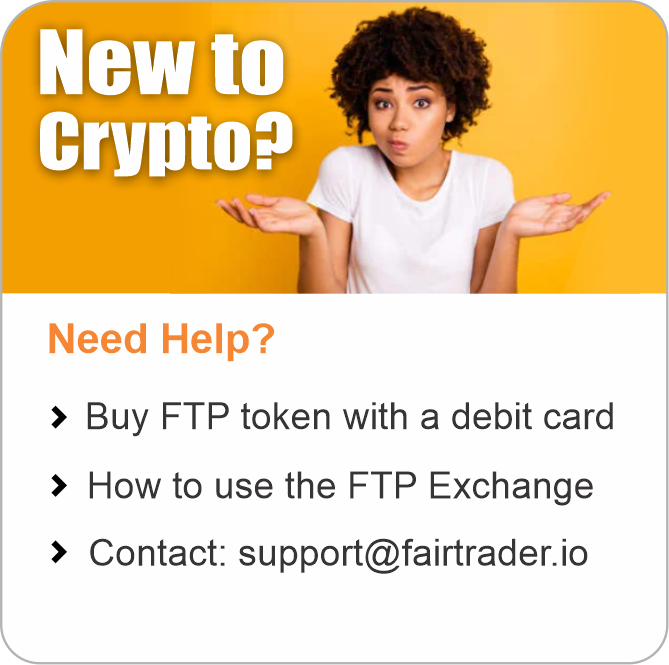 New to
Crypto?
Need Help?
Buy FTP token with a debit card
How to use the FTP Exchange
Contact: support@fairtrader.io